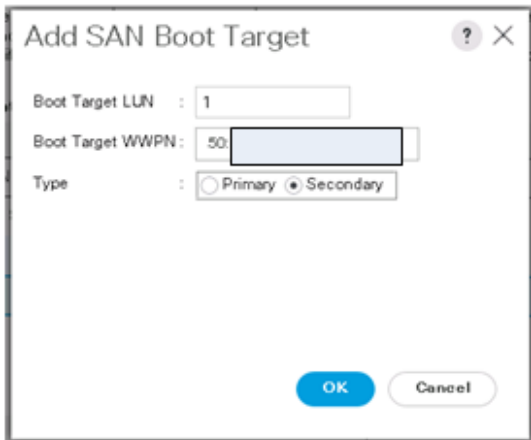 Add SAN Boot Target ? ×
Boot Target LUN : 1
Boot Target WWPN : 50:
Type : Primary Secondary
OK Cancel